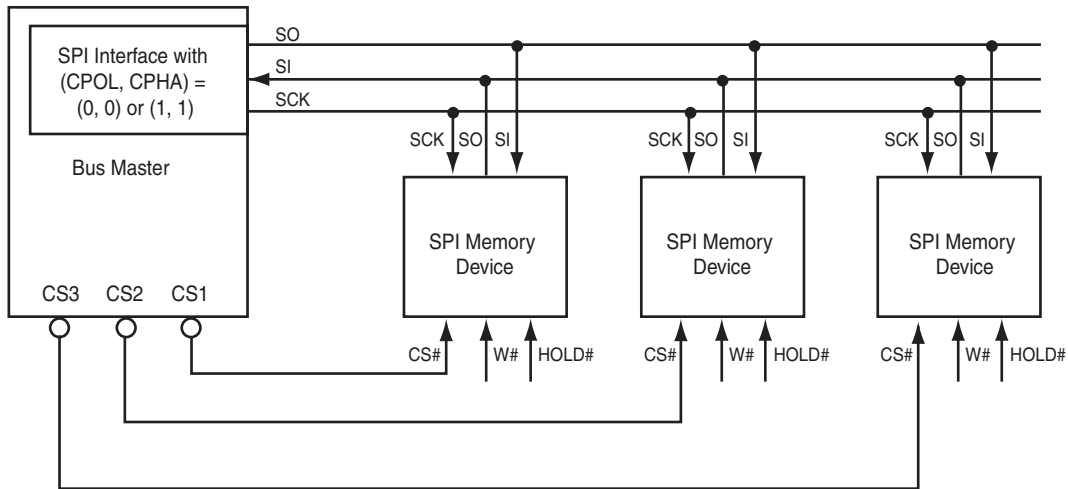 SPI Interface with
(CPOL, CPHA) =
(0, 0) or (1, 1)
Bus Master
SO
SI
SCK
SCK SO SI
SCK SO SI
SCK SO SI
SPI Memory
Device
SPI Memory
Device
SPI Memory
Device
CS3 CS2 CS1
CS# W# HOLD#
CS# W# HOLD#
CS# W# HOLD#